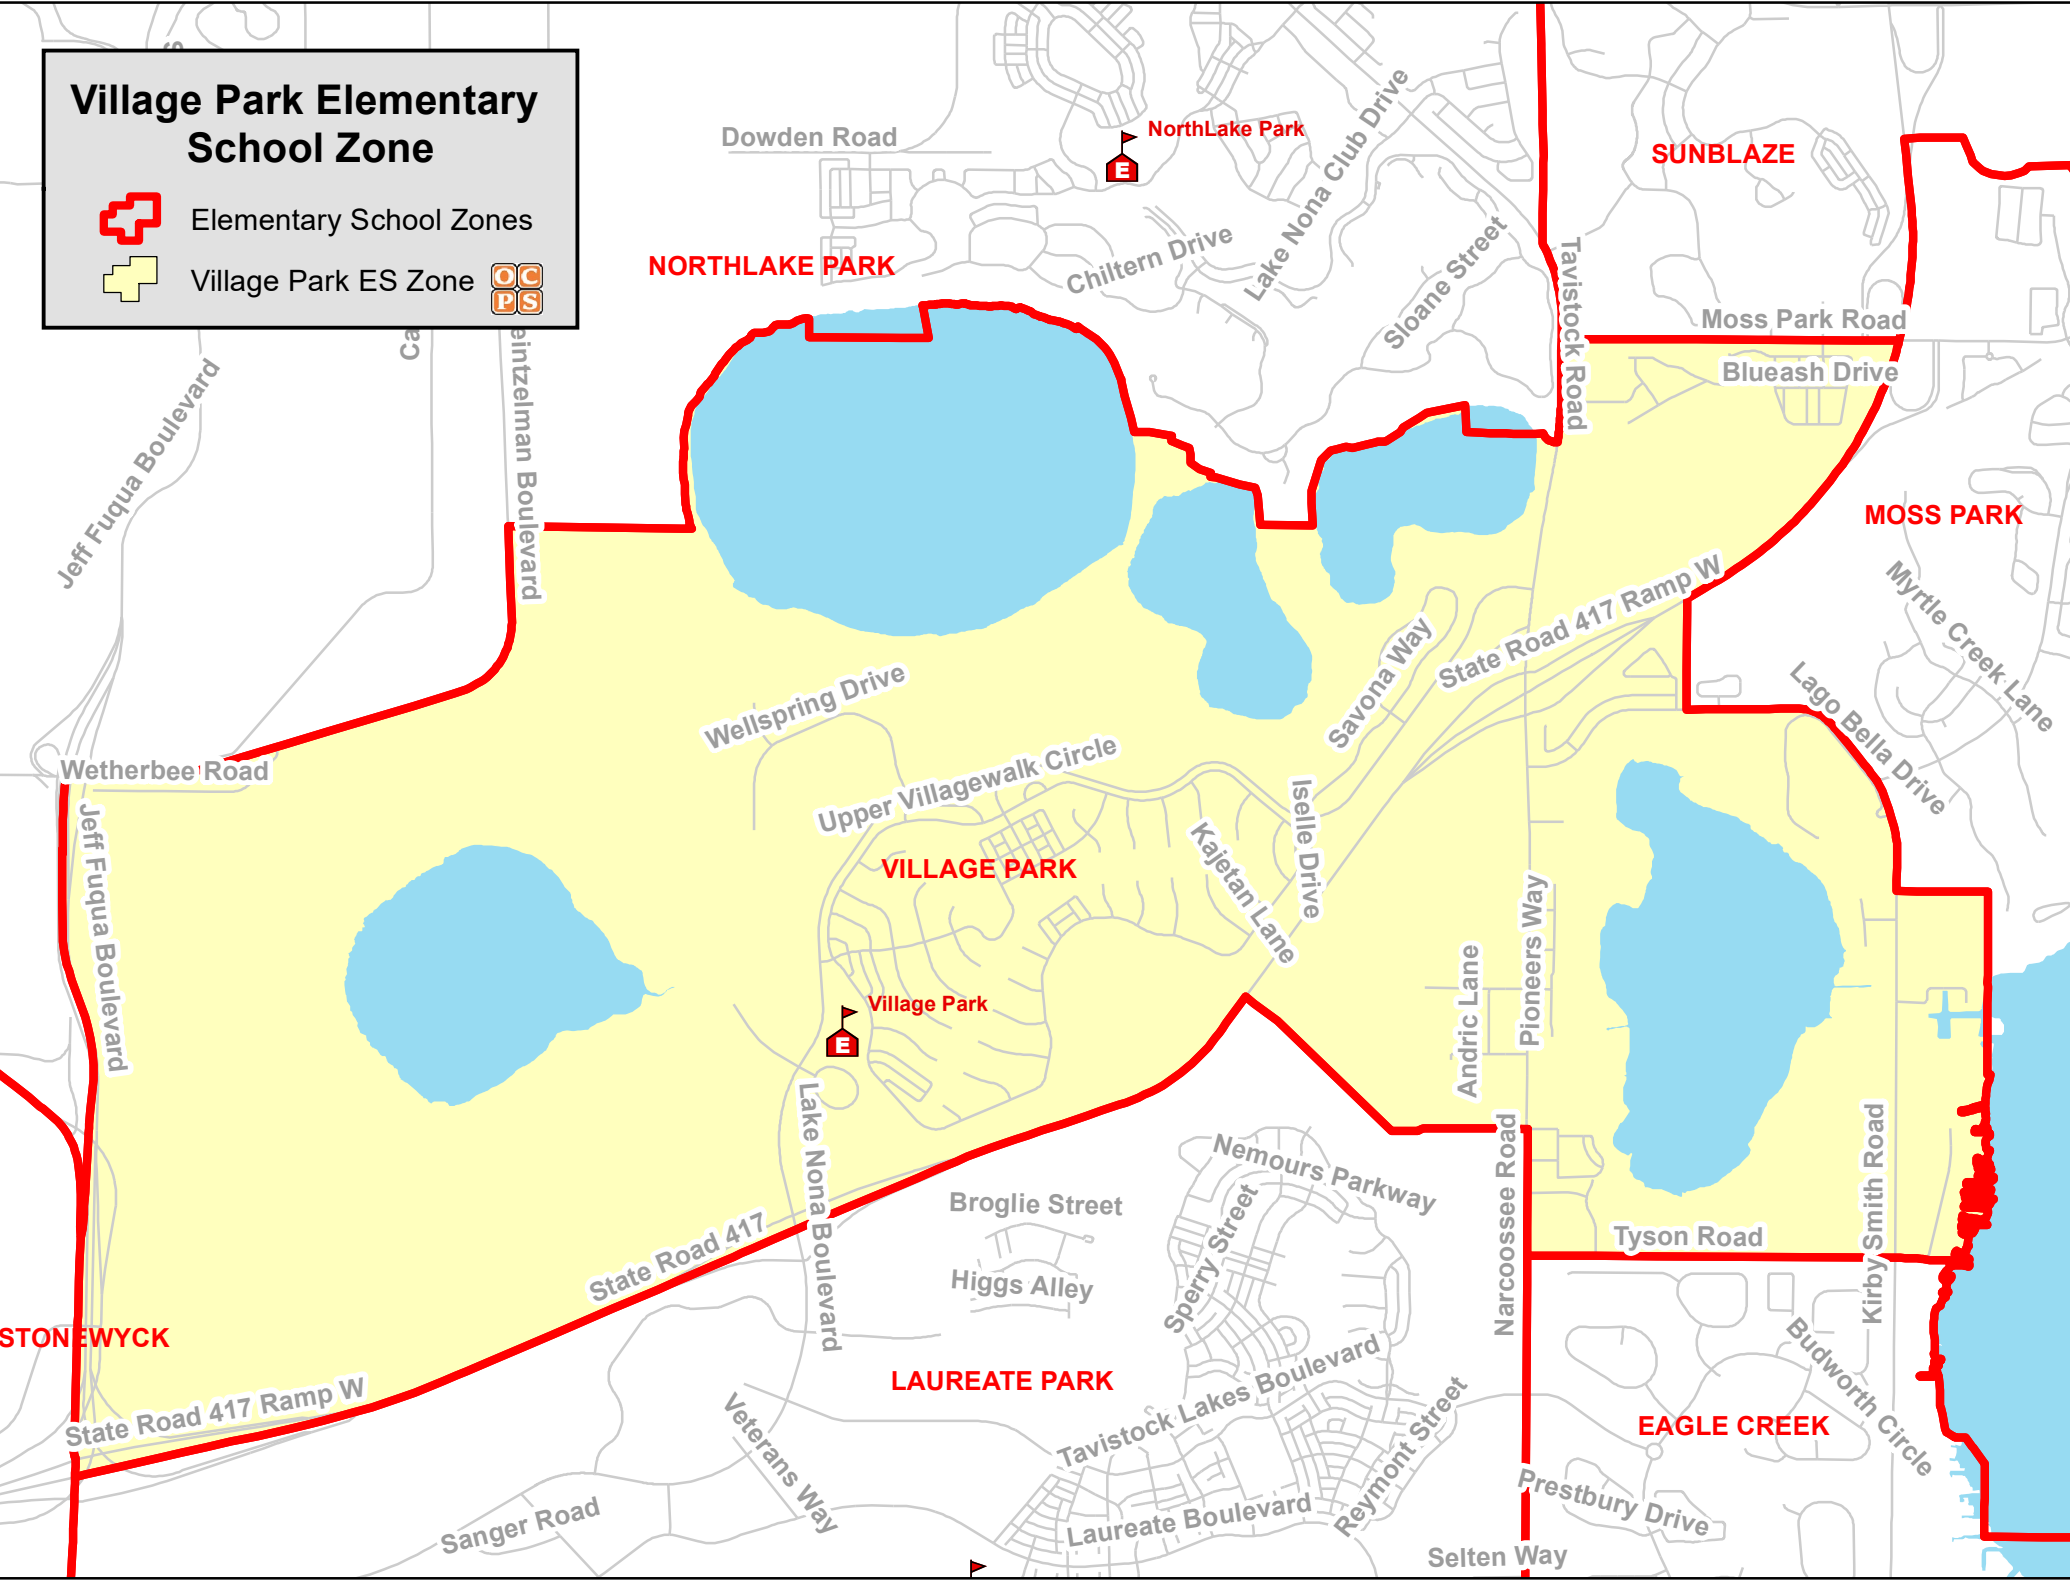 Village Park Elementary
School Zone
Elementary School Zones
Village Park ES Zone
OC
PS
Dowden Road
NorthLake Park
E
SUNBLAZE
NORTHLAKE PARK
Chiltern Drive
Lake Nona Club Drive
Sloane Street
Tavistock Road
Moss Park Road
Blueash Drive
Jeff Fuqua Boulevard
MOSS PARK
Myrtle Creek Lane
State Road 417 Ramp W
Savona Way
Wellspring Drive
Lago Bella Drive
Upper Villagewalk Circle
Wetherbee Road
Iselle Drive
Jeff Fuqua Boulevard
VILLAGE PARK
Kajetan Lane
Pioneers Way
Andric Lane
Village Park
E
Lake Nona Boulevard
Nemours Parkway
Narcoossee Road
Kirby Smith Road
Broglie Street
Sperry Street
Tyson Road
State Road 417
Higgs Alley
STONEWYCK
LAUREATE PARK
Tavistock Lakes Boulevard
Budworth Circle
State Road 417 Ramp W
Veterans Way
Reymont Street
EAGLE CREEK
Sanger Road
Laureate Boulevard
Prestbury Drive
Selten Way